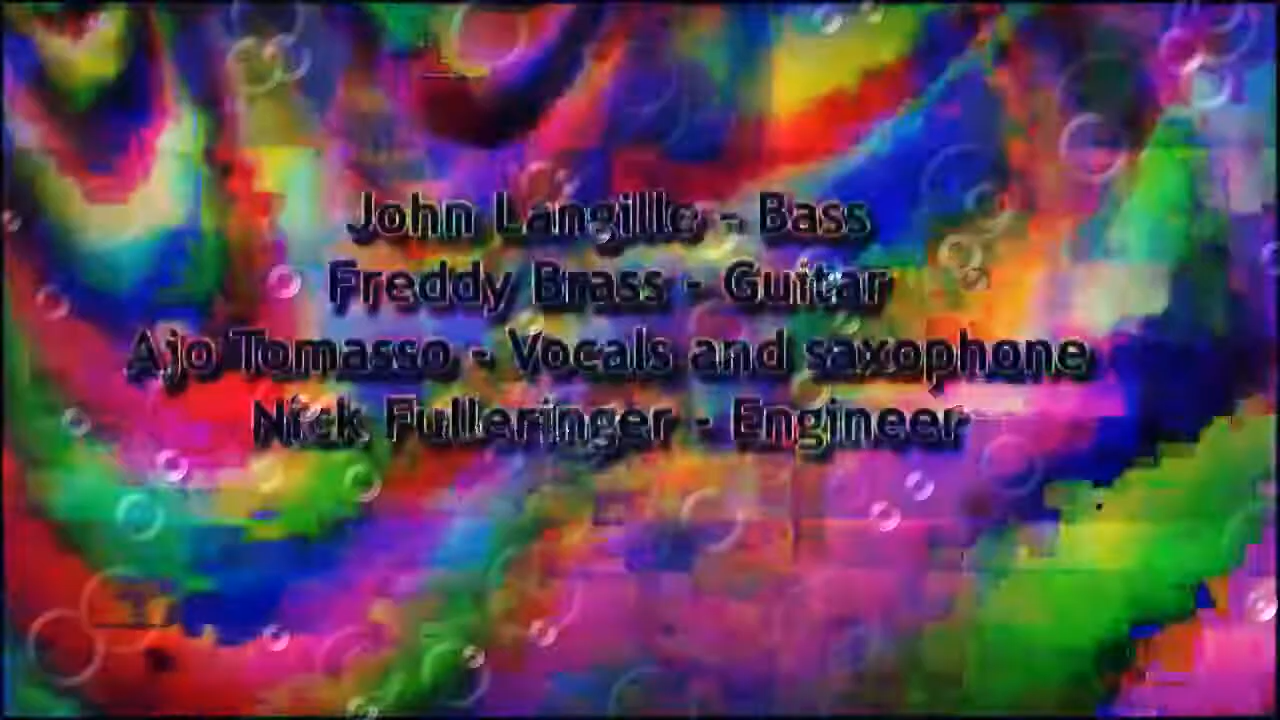 John Langille - Bass
Freddy Brass - Guitar
Ajo Tomasso - Vocals and saxophone
Nick Fulleringer - Engineer